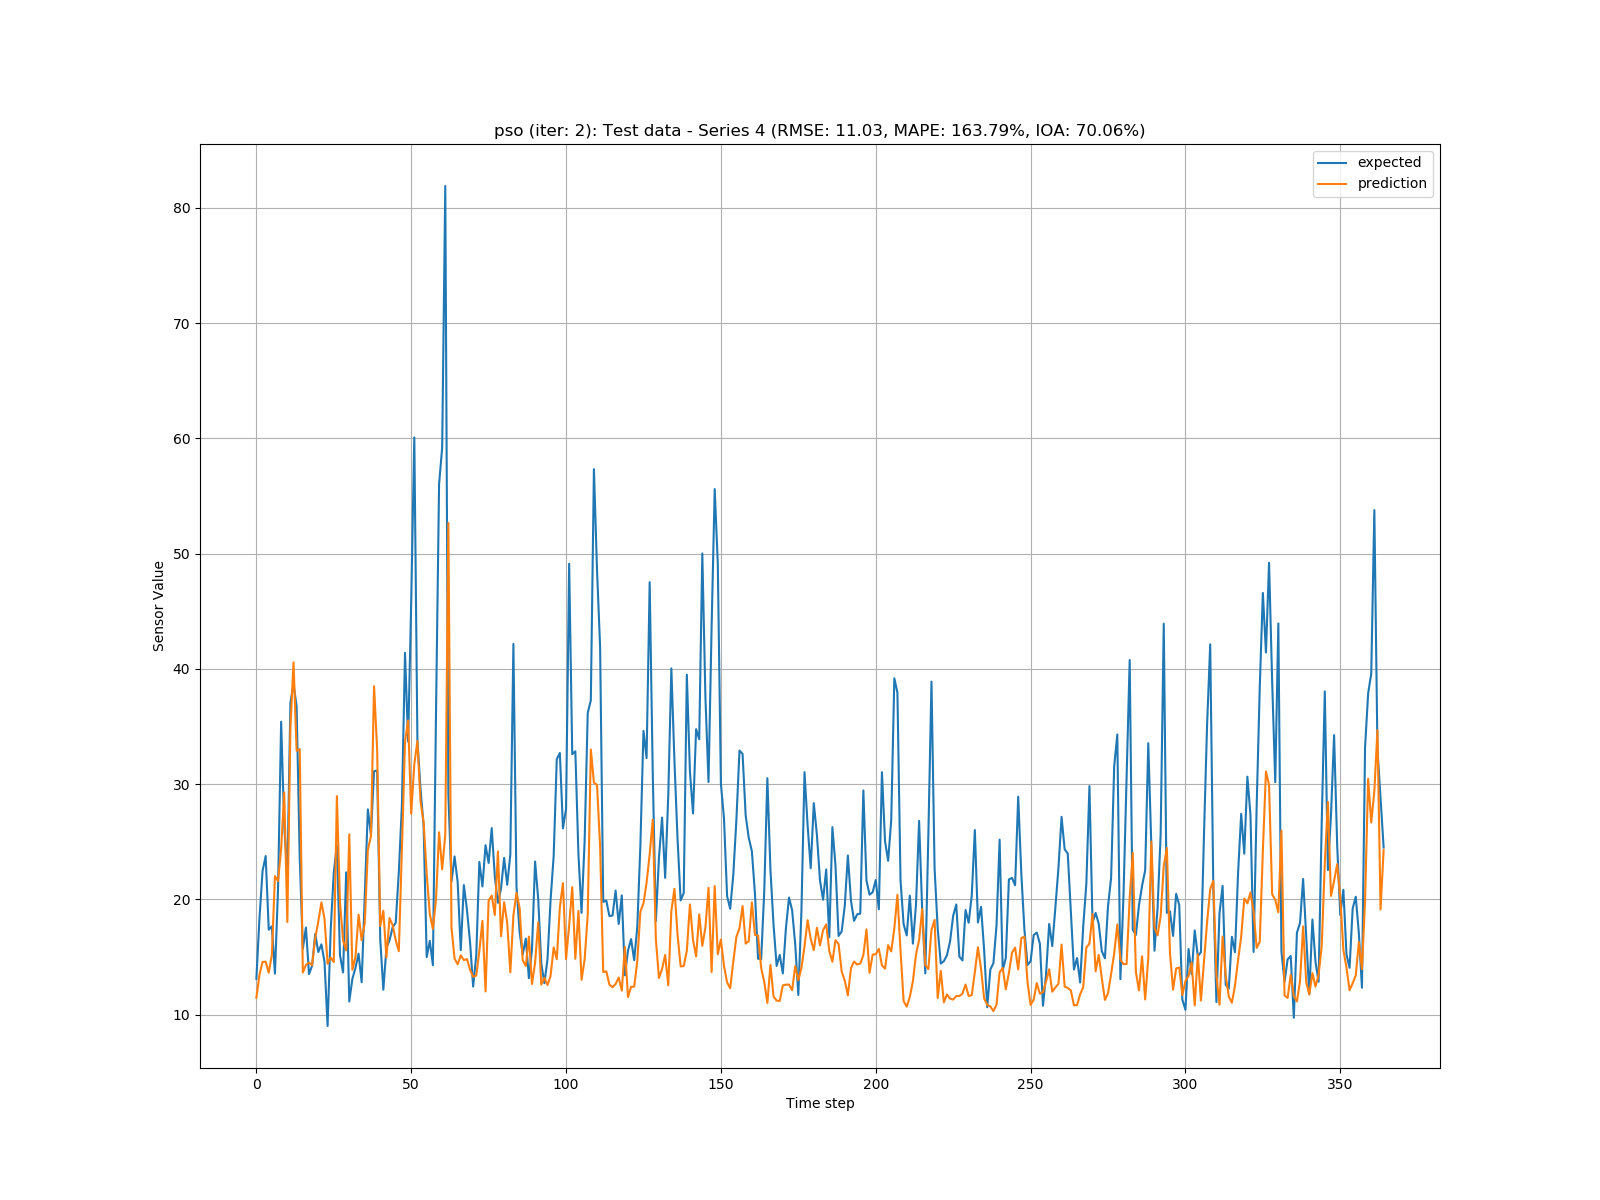 pso (iter: 2): Test data - Series 4 (RMSE: 11.03, MAPE: 163.79%, IOA: 70.06%)
expected
prediction
80
70
60
50
40
30
20
10
Sensor Value
0 50 100 150 200 250 300 350
Time step